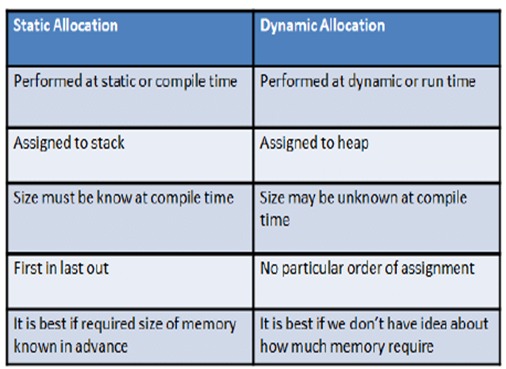 Static Allocation
Dynamic Allocation
Performed at static or compile time
Performed at dynamic or run time
Assigned to stack
Assigned to heap
Size must be know at compile time
Size may be unknown at compile
time
First in last out
No particular order of assignment
It is best if required size of memory
known in advance
It is best if we don't have idea about
how much memory require